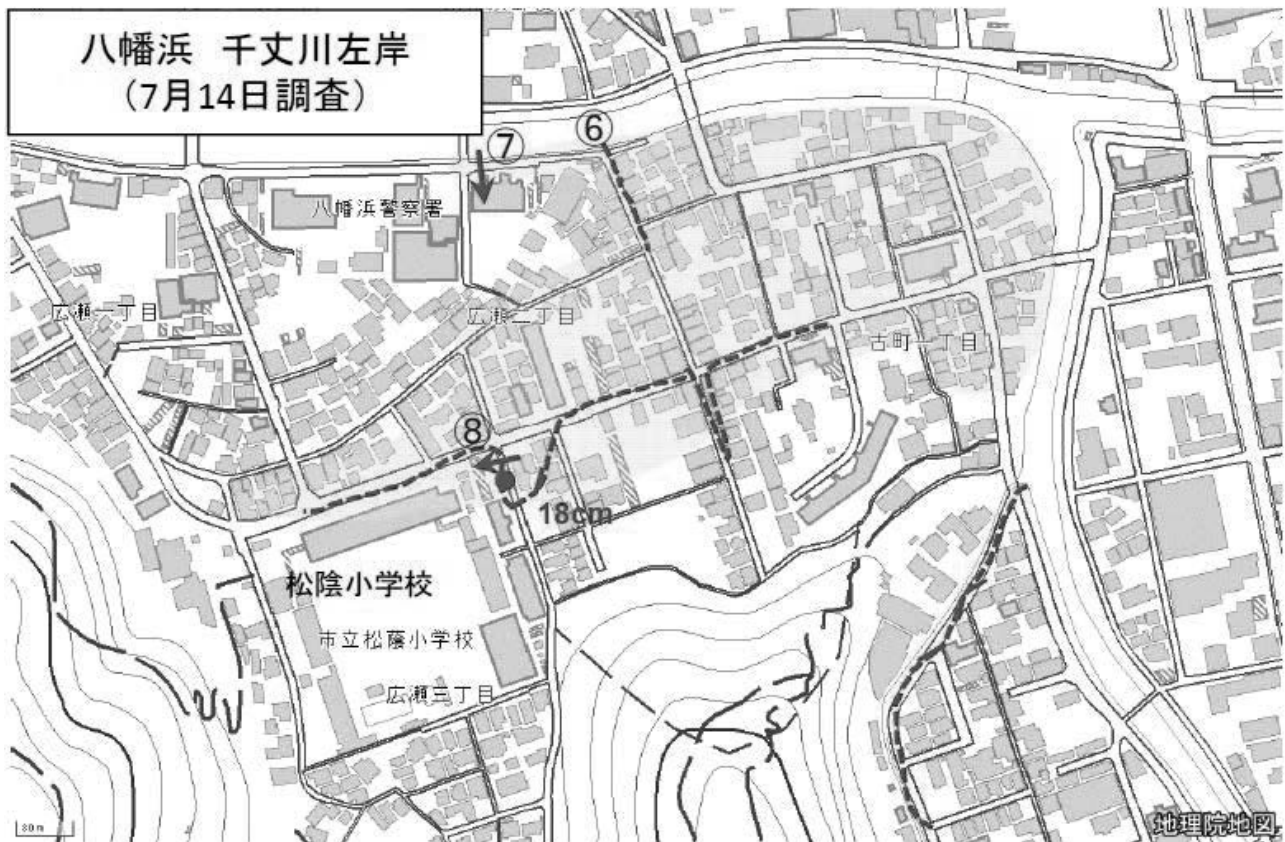 八幡浜 千丈川左岸
(7月14日調査)
⑦
⑥
八幡浜警察署
広瀬一丁目
広瀬二丁目
古町一丁目
⑧
18cm
松陰小学校
市立松蔭小学校
広瀬三丁目
80m
地理院地図